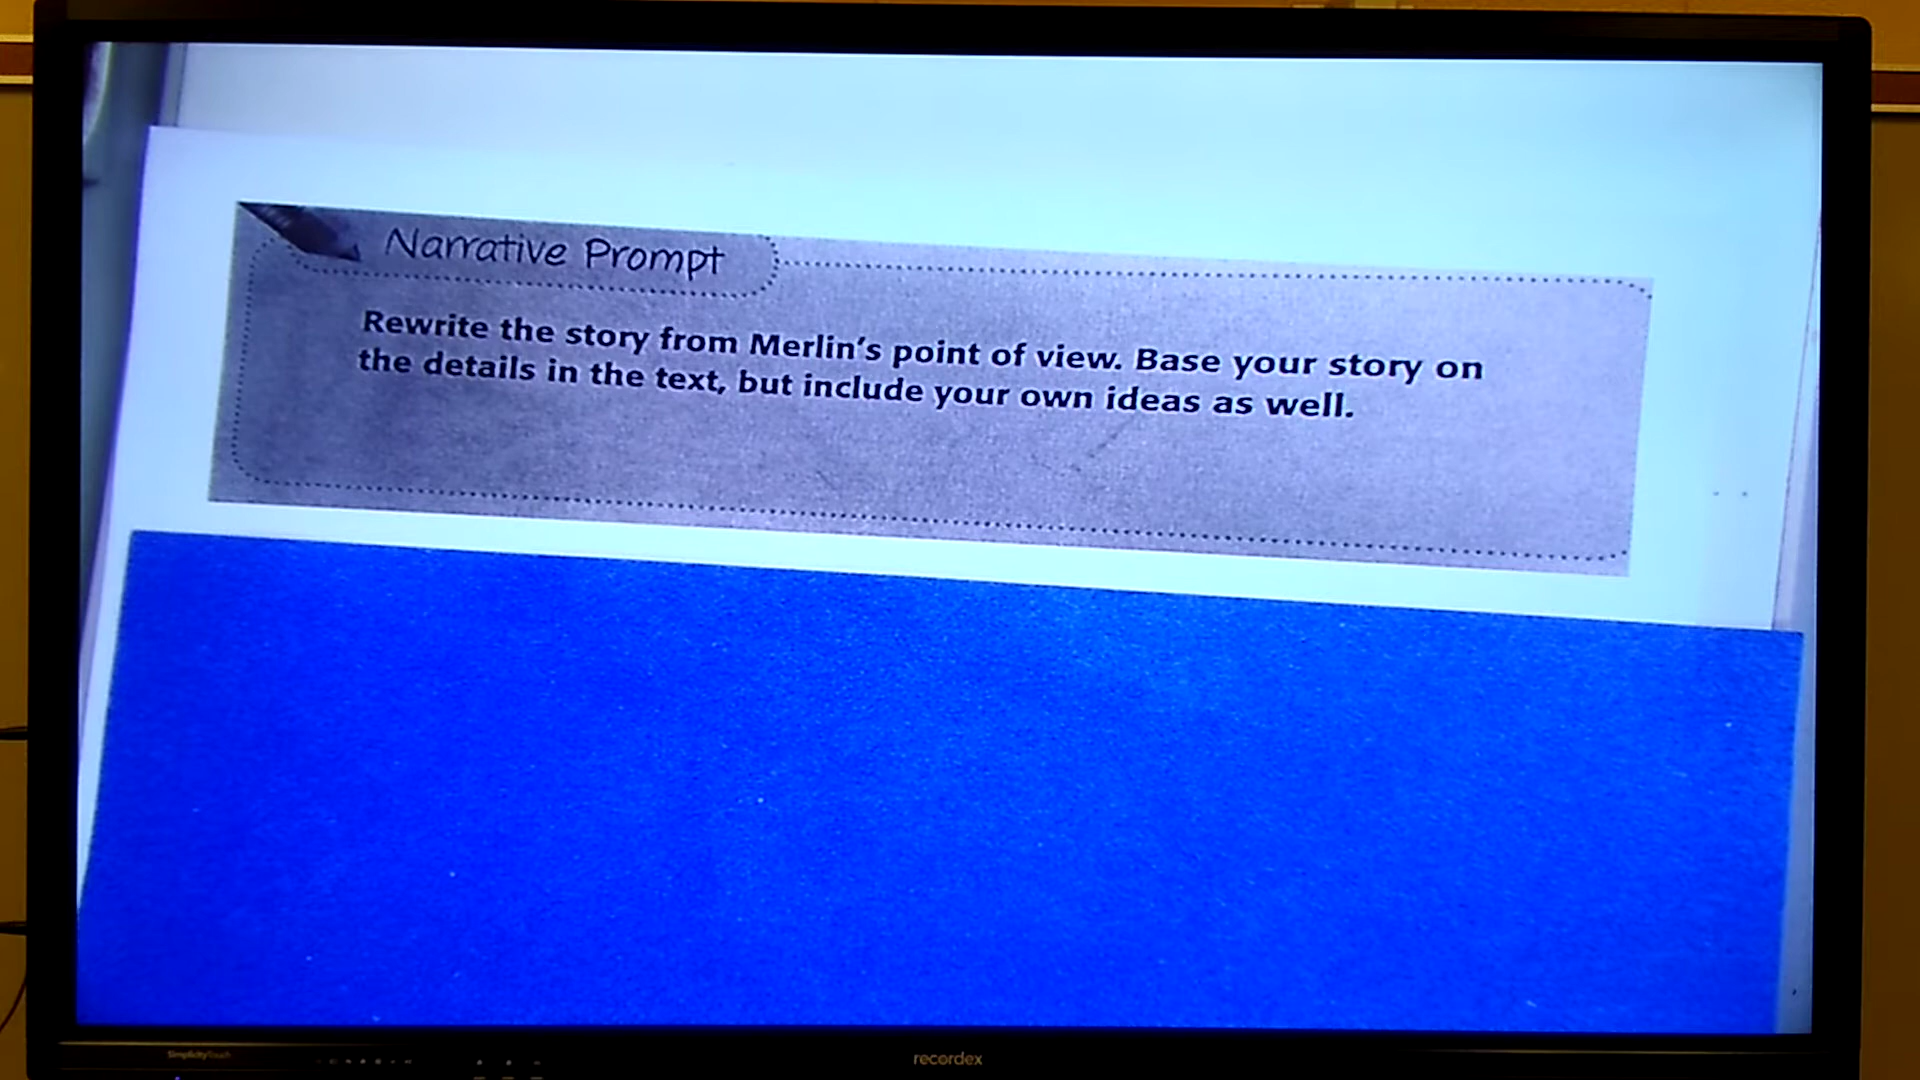 Narrative Prompt
Rewrite the story from Merlin's point of view. Base your story on
the details in the text, but include your own ideas as well.
SimplicityTouch
recordex